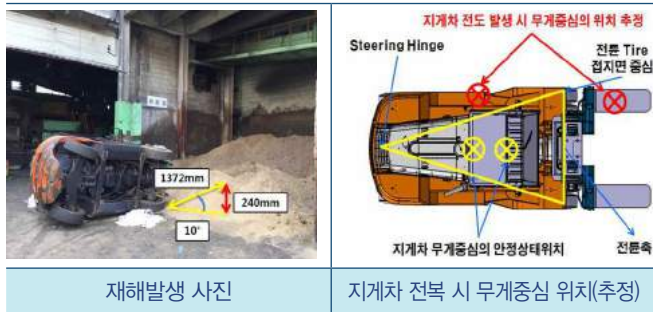 1372mm
240mm
10°
재해발생 사진
지게차 전도 발생 시 무게중심의 위치 추정
Steering Hinge
전륜 Tire
접지면 중심
지게차 무게중심의 안정상태위치
전륜축
지게차 전복 시 무게중심 위치(추정)